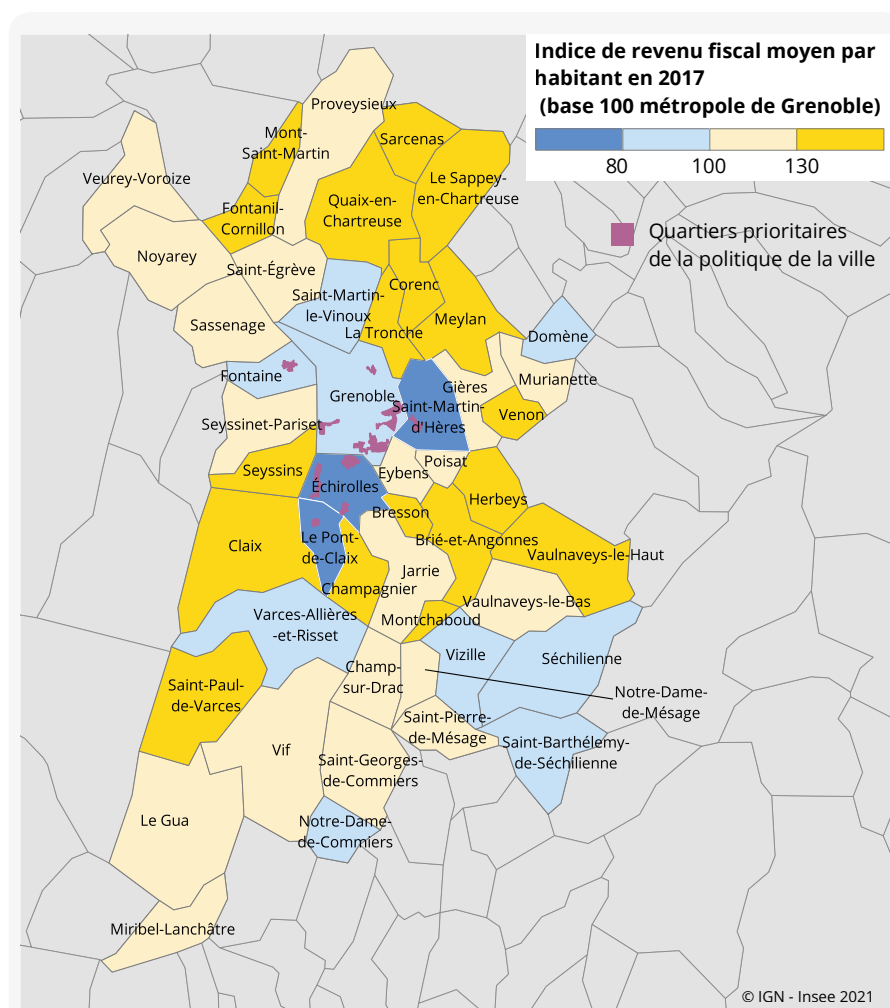 Indice de revenu fiscal moyen par
habitant en 2017
(base 100 métropole de Grenoble)
80
100
130
Quartiers prioritaires
de la politique de la ville
Proveysieux
Mont-
Saint-Martin
Sarcenas
Veurey-Voroize
Le Sappey-
en-Chartreuse
Quaix-en-
Chartreuse
Fontanil-
Cornillon
Noyarey
Saint-Égrève
Corenc
Saint-Martin-
le-Vinoux
Sassenage
La Tronche
Meylan
Domène
Fontaine
Murianette
Gières
Grenoble
Saint-Martin-
d'Hères
Venon
Seyssinet-Pariset
Poisat
Eybens
Seyssins
Échirolles
Herbeys
Bresson
Claix
Le Pont-
de-Claix
Brié-et-Angonnes
Vaulnaveys-le-Haut
Jarrie
Champagnier
Vaulnaveys-le-Bas
Varces-Allières
-et-Risset
Montchaboud
Vizille
Séchilienne
Champ-
sur-Drac
Saint-Paul-
de-Varces
Notre-Dame-
de-Mésage
Saint-Pierre-
de-Mésage
Vif
Saint-Barthélemy-
de-Séchilienne
Saint-Georges-
de-Commiers
Le Gua
Notre-Dame-
de-Commiers
Miribel-Lanchâtre
© IGN - Insee 2021